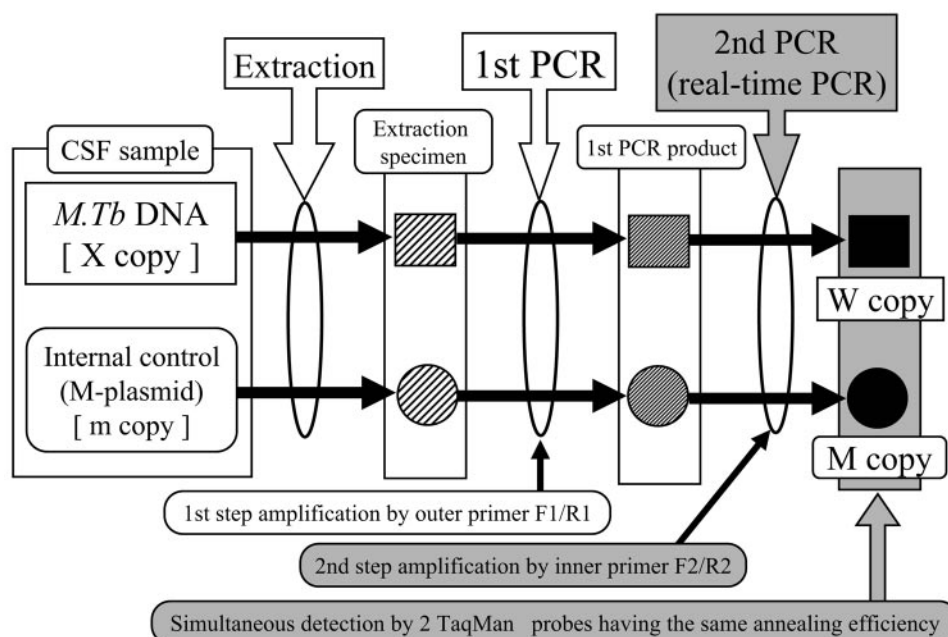 Extraction
1st PCR
2nd PCR
(real-time PCR)
CSF sample
Extraction
specimen
1st PCR product
M.Tb DNA
[ X copy ]
W copy
Internal control
(M-plasmid)
[ m copy ]
M copy
1st step amplification by outer primer F1/R1
2nd step amplification by inner primer F2/R2
Simultaneous detection by 2 TaqMan probes having the same annealing efficiency